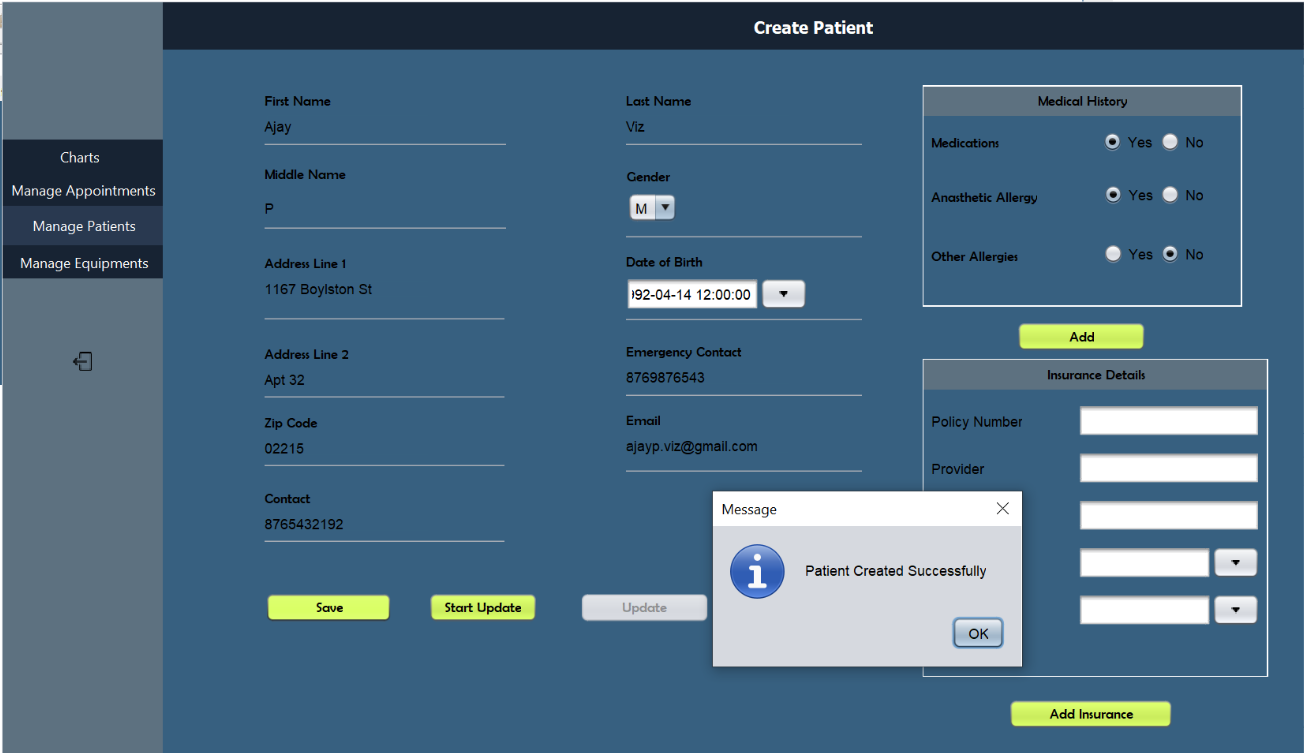 Create Patient
Charts
Manage Appointments
Manage Patients
Manage Equipments
First Name
Ajay
Middle Name
P
Address Line 1
1167 Boylston St
Address Line 2
Apt 32
Zip Code
02215
Contact
8765432192
Last Name
Viz
Gender
M
Date of Birth
992-04-14 12:00:00
Emergency Contact
8769876543
Email
ajayp.viz@gmail.com
Save
Start Update
Update
Medical History
Medications Yes No
Anasthetic Allergy Yes No
Other Allergies Yes No
Add
Insurance Details
Policy Number
Provider
Add Insurance
Message
Patient Created Successfully
OK